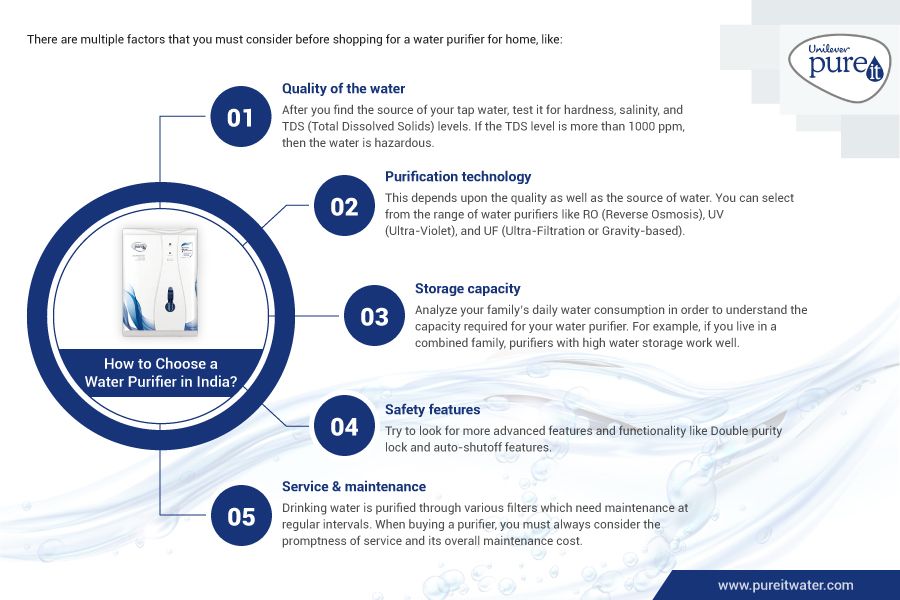 There are multiple factors that you must consider before shopping for a water purifier for home, like:
Unilever
pureit
01
Quality of the water
After you find the source of your tap water, test it for hardness, salinity, and
TDS (Total Dissolved Solids) levels. If the TDS level is more than 1000 ppm,
then the water is hazardous.
02
Purification technology
This depends upon the quality as well as the source of water. You can select
from the range of water purifiers like RO (Reverse Osmosis), UV
(Ultra-Violet), and UF (Ultra-Filtration or Gravity-based).
03
Storage capacity
Analyze your family's daily water consumption in order to understand the
capacity required for your water purifier. For example, if you live in a
combined family, purifiers with high water storage work well.
How to Choose a
Water Purifier in India?
04
Safety features
Try to look for more advanced features and functionality like Double purity
lock and auto-shutoff features.
05
Service & maintenance
Drinking water is purified through various filters which need maintenance at
regular intervals. When buying a purifier, you must always consider the
promptness of service and its overall maintenance cost.
www.pureitwater.com